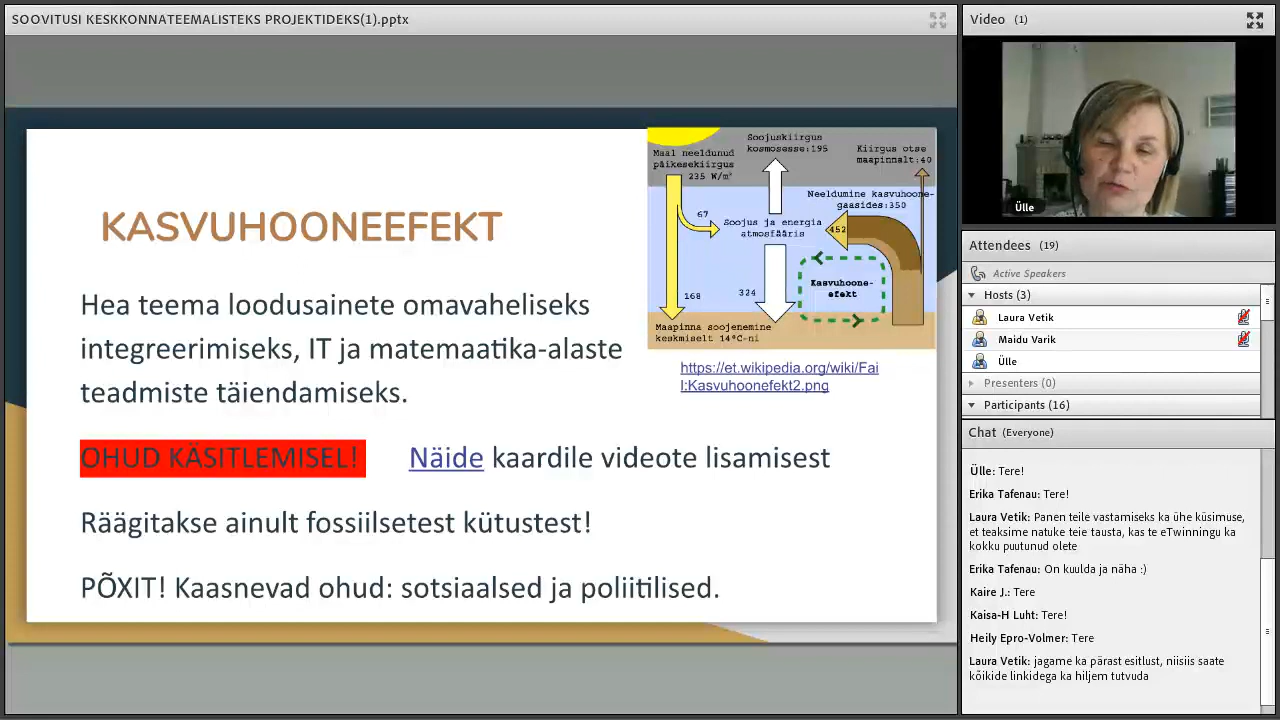 SOOVITUSI KESKKONNATEEMALISTEKS PROJEKTIDEKS(1).pptx
KASVUHOONEEFEKT
Hea teema loodusainete omavaheliseks
integreerimiseks, IT ja matemaatika-alaste
teadmiste täiendamiseks.
OHUD KÄSITLEMISEL! Näide kaardile videote lisamisest
Räägitakse ainult fossiilsetest kütustest!
PÕXIT! Kaasnevad ohud: sotsiaalsed ja poliitilised.
Maal neeldunud
päikesekiirgus
235 W/m²
Soojuskiirgus
kosmosesse:195
Kiirgus otse
maapinnalt:40
Neeldumine kasvuhoone-
gaasides:350
67
Soojus ja energia
atmosfääris
452
Kasvuhoone-
efekt
324
168
Maapinna soojenemine
keskmiselt 14°C-ni
https://et.wikipedia.org/wiki/Fai
l:Kasvuhoonefekt2.png
Video (1)
Ülle
Attendees (19)
Active Speakers
Hosts (3)
Laura Vetik
Maidu Varik
Ülle
Presenters (0)
Participants (16)
Chat (Everyone)
Ülle: Tere!
Erika Tafenau: Tere!
Laura Vetik: Panen teile vastamiseks ka ühe küsimuse,
et teaksime natuke teie tausta, kas te eTwinningu ka
kokku puutunud olete
Erika Tafenau: On kuulda ja näha :)
Kaire J.: Tere
Kaisa-H Luht: Tere!
Heily Epro-Volmer: Tere
Laura Vetik: jagame ka pärast esitlust, niisiis saate
kõikide linkidega ka hiljem tutvuda